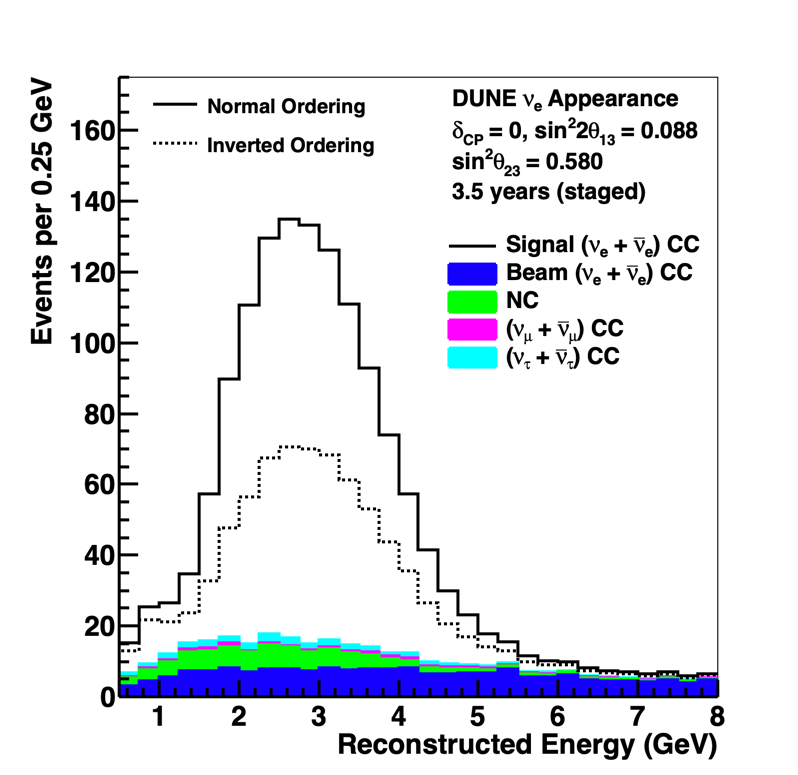 Events per 0.25 GeV
160
140
120
100
80
60
40
20
0
Normal Ordering
Inverted Ordering
DUNE νe Appearance
δCP = 0, sin²2θ13 = 0.088
sin²θ23 = 0.580
3.5 years (staged)
Signal (νe + ν̅e) CC
Beam (νe + ν̅e) CC
NC
(νμ + ν̅μ) CC
(ντ + ν̅τ) CC
1 2 3 4 5 6 7 8
Reconstructed Energy (GeV)